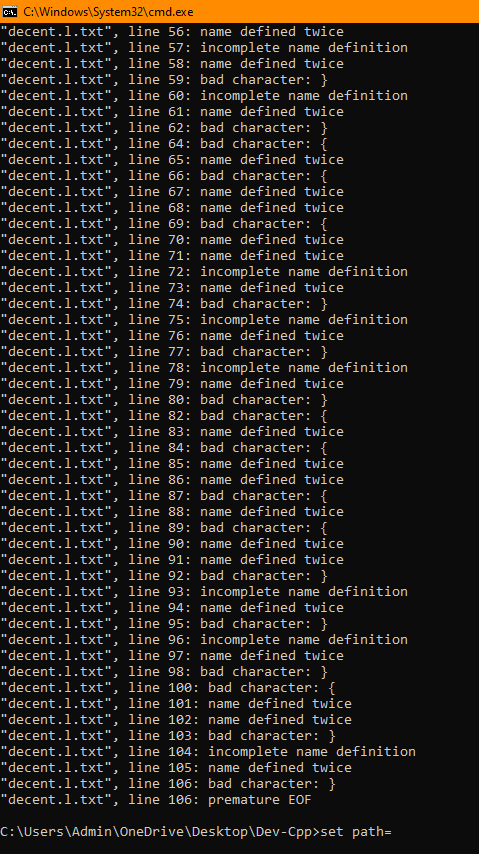 C:\Windows\System32\cmd.exe
"decent.l.txt", line 56: name defined twice
"decent.l.txt", line 57: incomplete name definition
"decent.l.txt", line 58: name defined twice
"decent.l.txt", line 59: bad character: }
"decent.l.txt", line 60: incomplete name definition
"decent.l.txt", line 61: name defined twice
"decent.l.txt", line 62: bad character: }
"decent.l.txt", line 64: bad character: {
"decent.l.txt", line 65: name defined twice
"decent.l.txt", line 66: bad character: {
"decent.l.txt", line 67: name defined twice
"decent.l.txt", line 68: name defined twice
"decent.l.txt", line 69: bad character: {
"decent.l.txt", line 70: name defined twice
"decent.l.txt", line 71: name defined twice
"decent.l.txt", line 72: incomplete name definition
"decent.l.txt", line 73: name defined twice
"decent.l.txt", line 74: bad character: }
"decent.l.txt", line 75: incomplete name definition
"decent.l.txt", line 76: name defined twice
"decent.l.txt", line 77: bad character: }
"decent.l.txt", line 78: incomplete name definition
"decent.l.txt", line 79: name defined twice
"decent.l.txt", line 80: bad character: }
"decent.l.txt", line 82: bad character: {
"decent.l.txt", line 83: name defined twice
"decent.l.txt", line 84: bad character: {
"decent.l.txt", line 85: name defined twice
"decent.l.txt", line 86: name defined twice
"decent.l.txt", line 87: bad character: {
"decent.l.txt", line 88: name defined twice
"decent.l.txt", line 89: bad character: {
"decent.l.txt", line 90: name defined twice
"decent.l.txt", line 91: name defined twice
"decent.l.txt", line 92: bad character: }
"decent.l.txt", line 93: incomplete name definition
"decent.l.txt", line 94: name defined twice
"decent.l.txt", line 95: bad character: }
"decent.l.txt", line 96: incomplete name definition
"decent.l.txt", line 97: name defined twice
"decent.l.txt", line 98: bad character: }
"decent.l.txt", line 100: bad character: {
"decent.l.txt", line 101: name defined twice
"decent.l.txt", line 102: name defined twice
"decent.l.txt", line 103: bad character: }
"decent.l.txt", line 104: incomplete name definition
"decent.l.txt", line 105: name defined twice
"decent.l.txt", line 106: bad character: }
"decent.l.txt", line 106: premature EOF
C:\Users\Admin\OneDrive\Desktop\Dev-Cpp>set path=